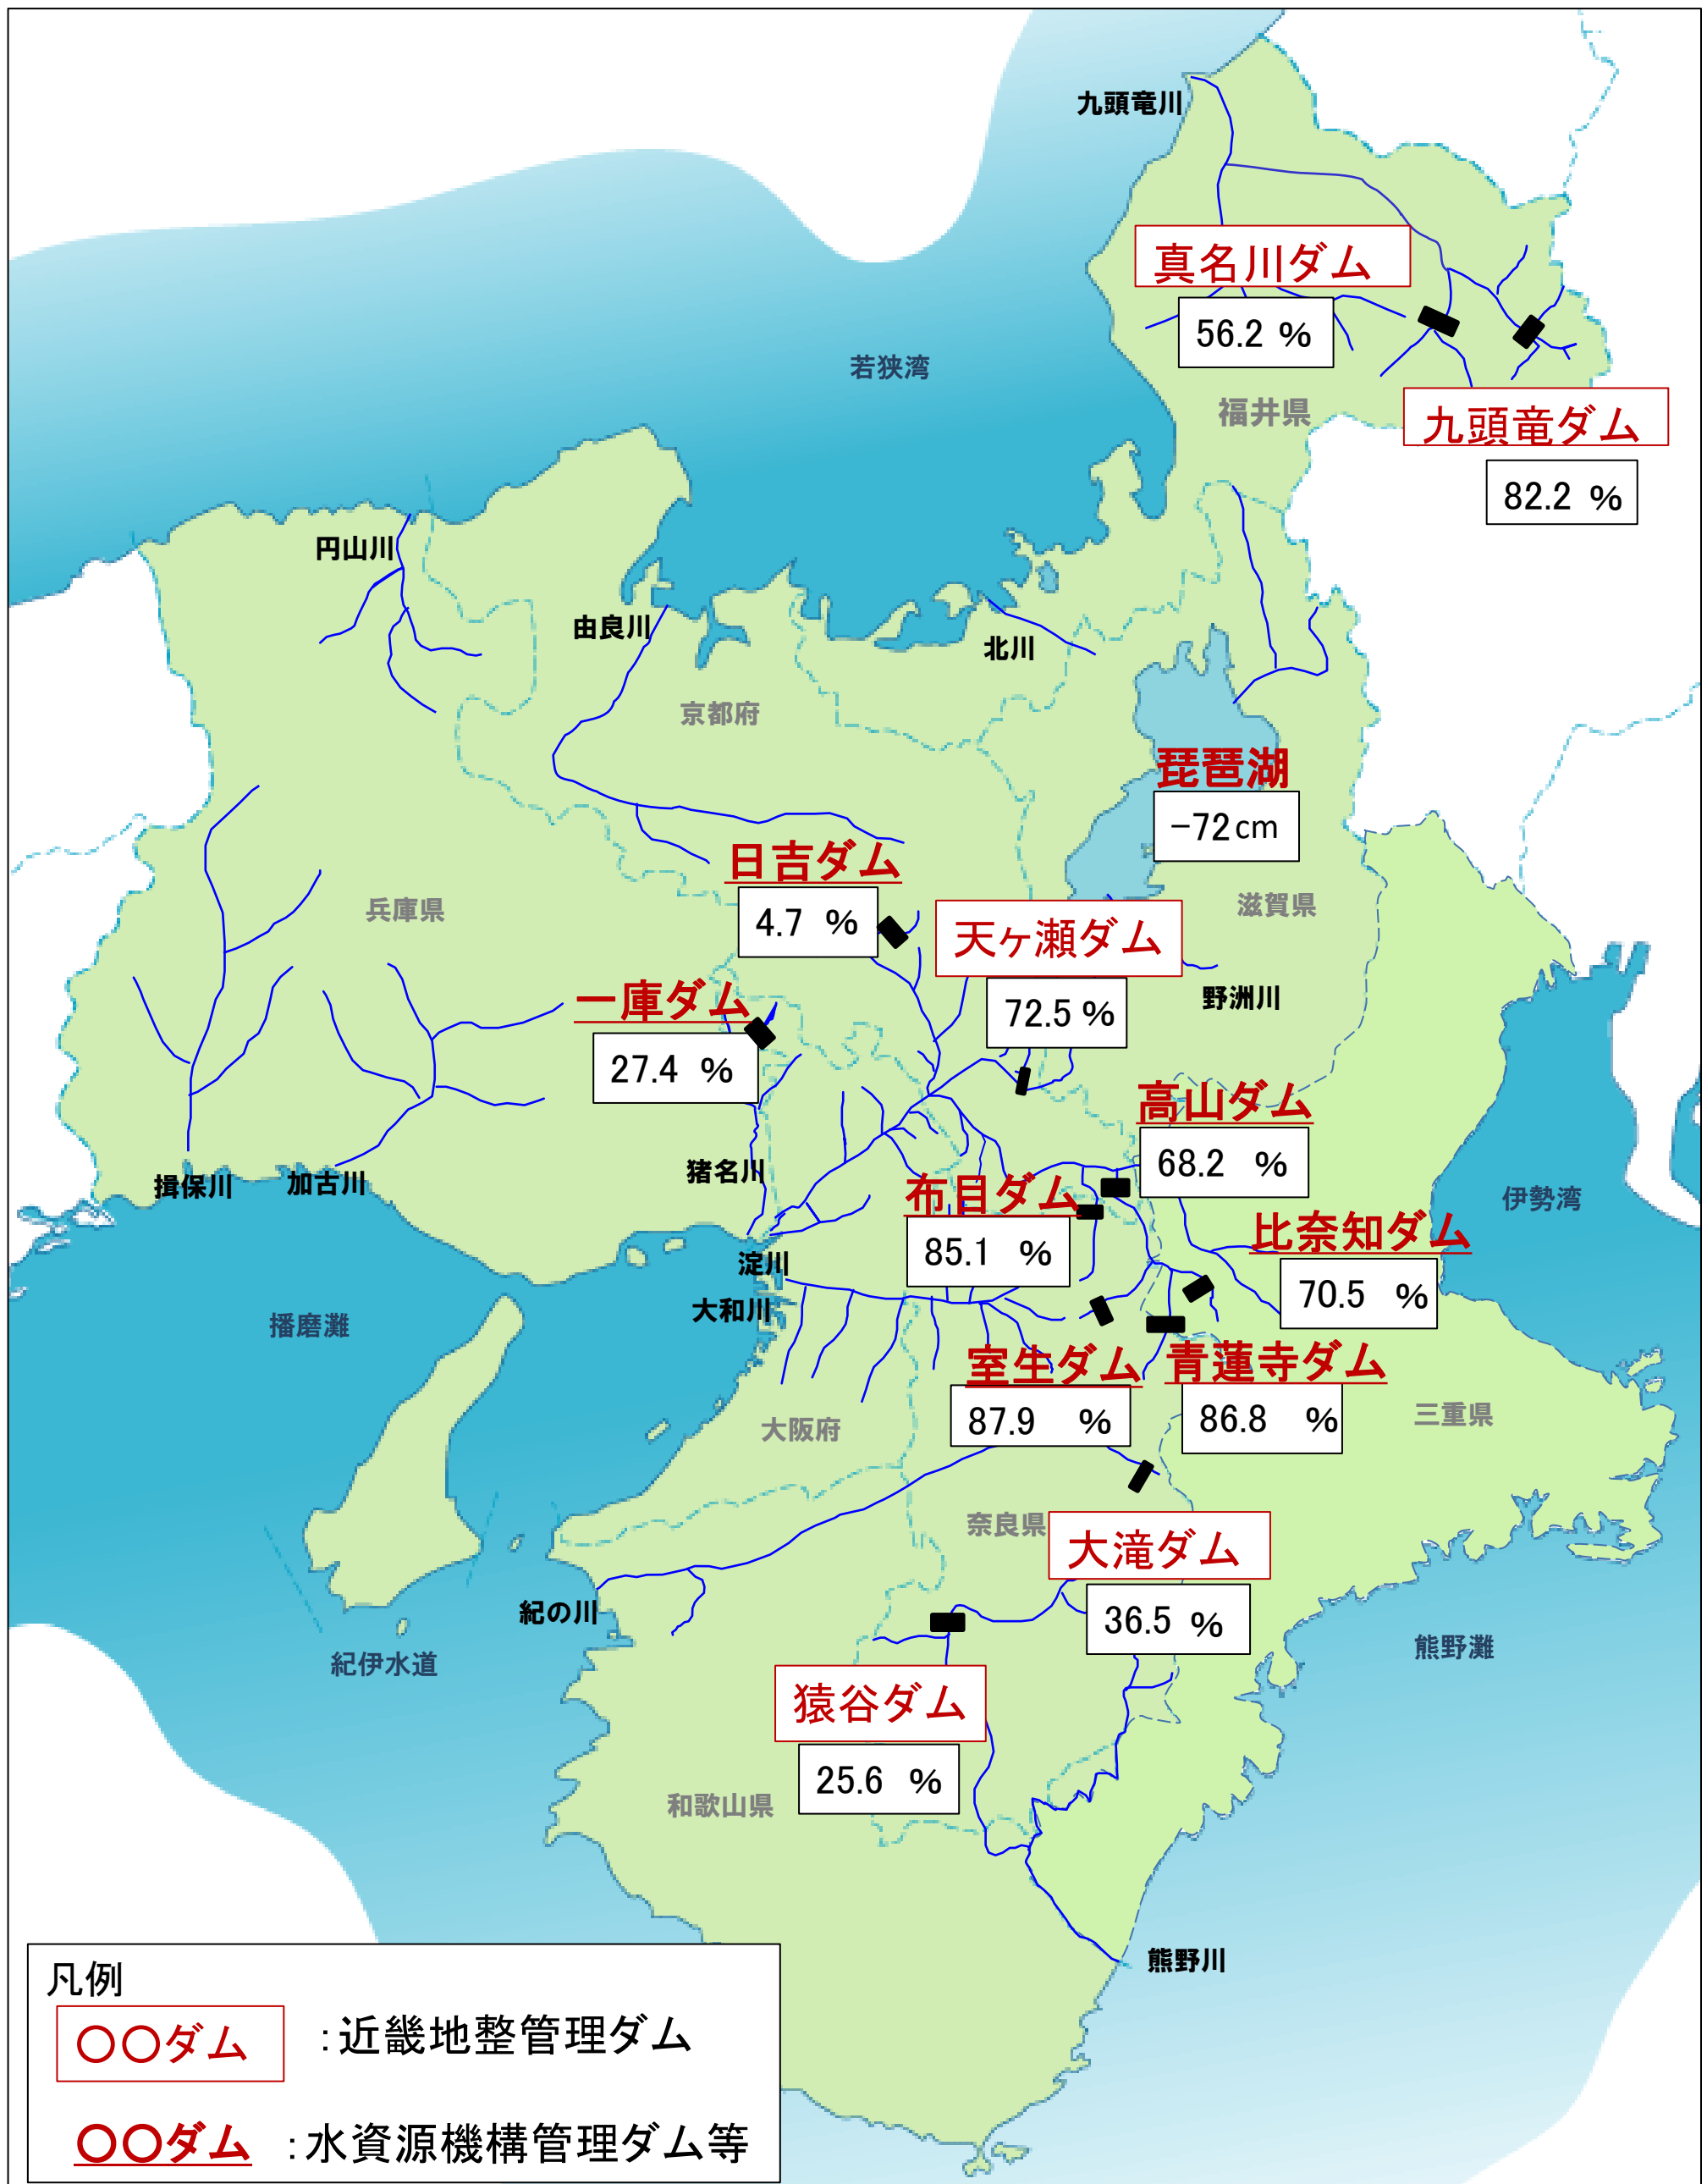 九頭竜川
真名川ダム
56.2 %
若狭湾
福井県
九頭竜ダム
82.2 %
円山川
由良川
北川
京都府
琵琶湖
−72cm
日吉ダム
4.7 %
兵庫県
滋賀県
天ヶ瀬ダム
72.5 %
野洲川
一庫ダム
27.4 %
高山ダム
68.2 %
猪名川
揖保川
加古川
布目ダム
85.1 %
伊勢湾
比奈知ダム
70.5 %
淀川
大和川
播磨灘
室生ダム
87.9 %
青蓮寺ダム
86.8 %
大阪府
三重県
奈良県
大滝ダム
36.5 %
紀の川
紀伊水道
熊野灘
猿谷ダム
25.6 %
和歌山県
熊野川
凡例
〇〇ダム :近畿地整管理ダム
〇〇ダム :水資源機構管理ダム等